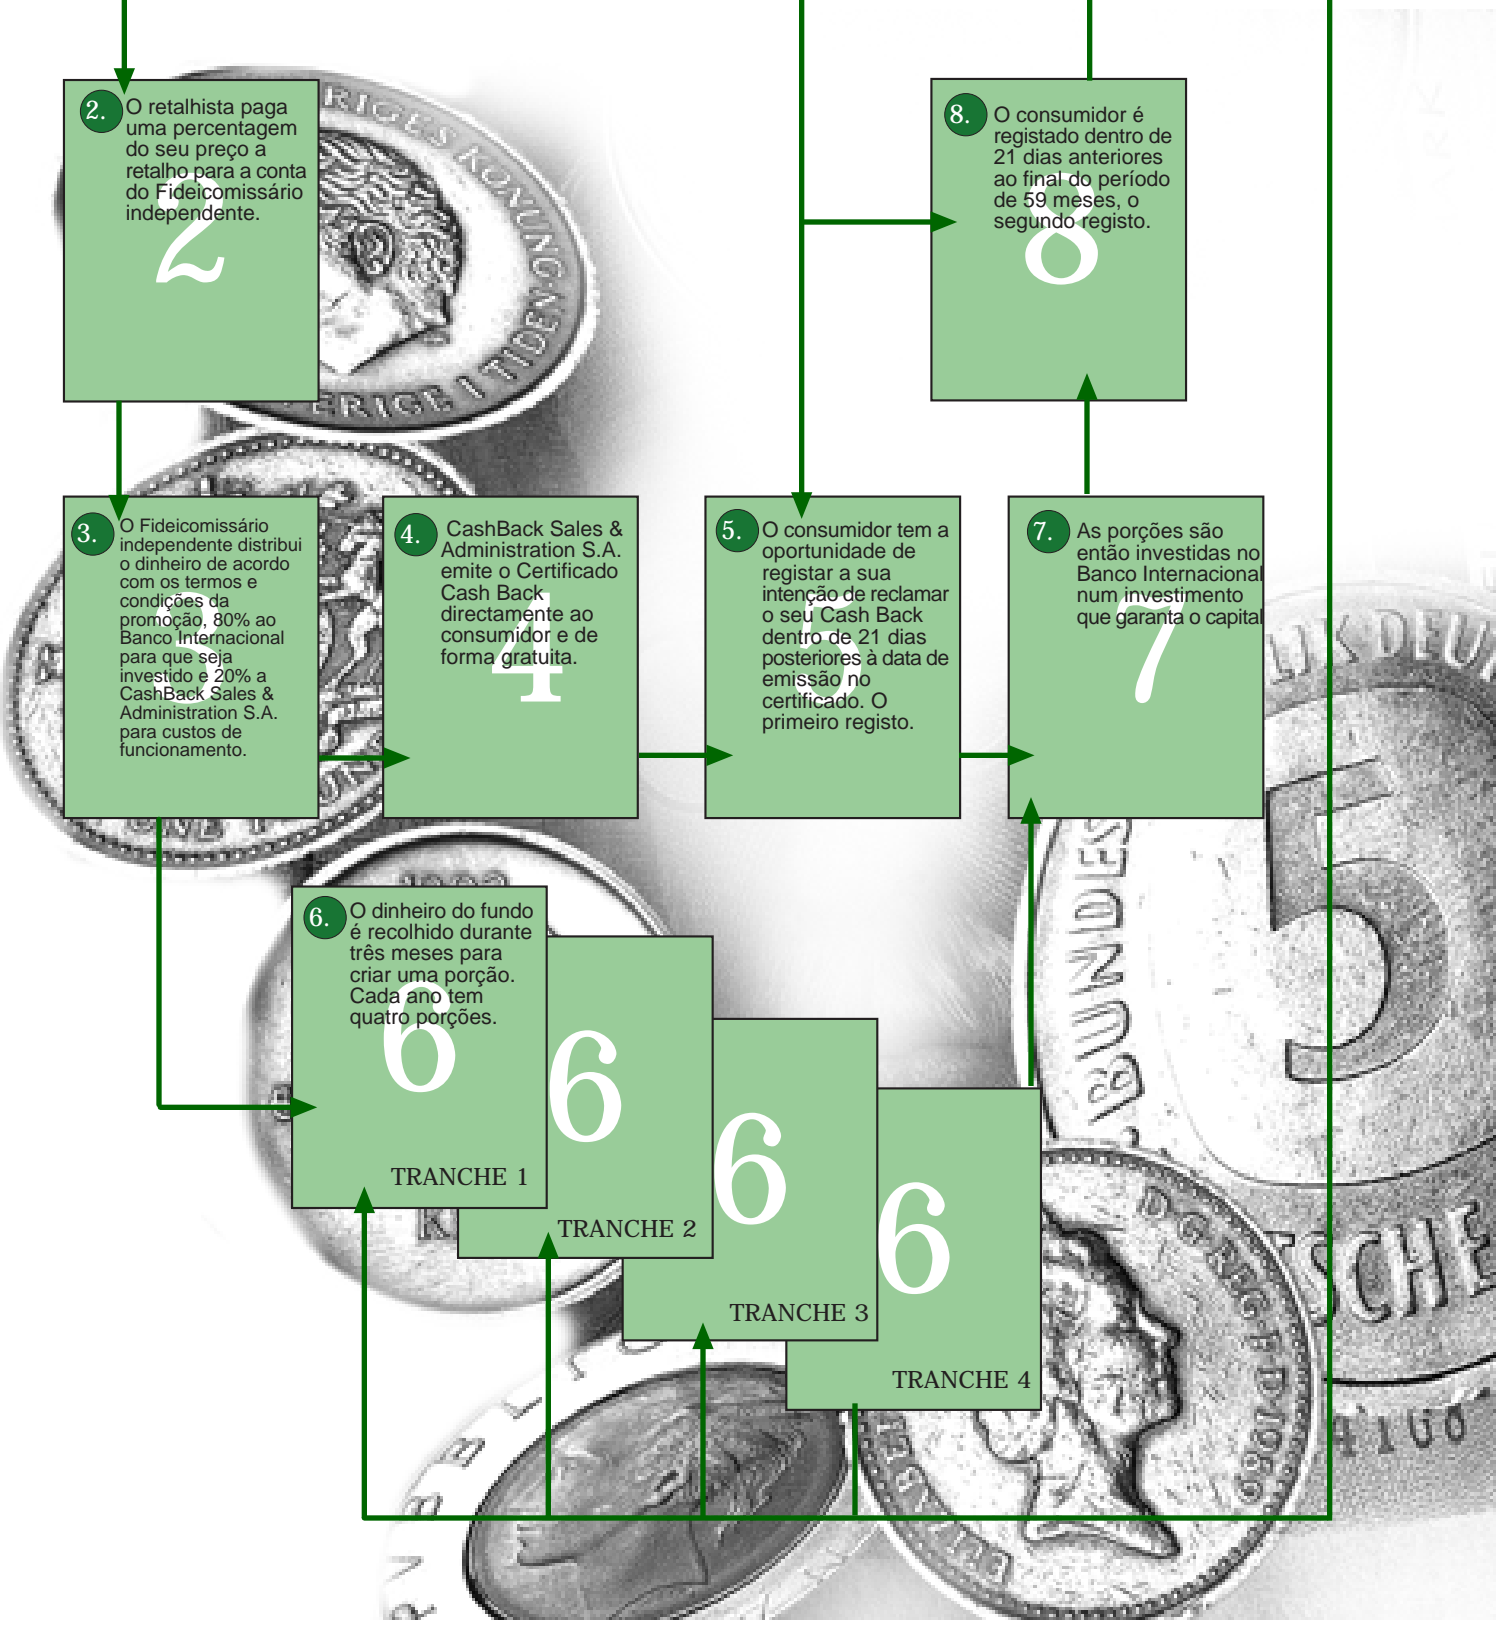 2.
O retalhista paga
uma percentagem
do seu preço a
retalho para a conta
do Fideicomissário
independente.
2
8.
O consumidor é
registado dentro de
21 dias anteriores
ao final do período
de 59 meses, o
segundo registo.
8
3.
O Fideicomissário
independente distribui
o dinheiro de acordo
com os termos e
condições da
promoção, 80% ao
Banco Internacional
para que seja
investido e 20% a
CashBack Sales &
Administration S.A.
para custos de
funcionamento.
3
4.
CashBack Sales &
Administration S.A.
emite o Certificado
Cash Back
directamente ao
consumidor e de
forma gratuita.
4
5.
O consumidor tem a
oportunidade de
registar a sua
intenção de reclamar
o seu Cash Back
dentro de 21 dias
posteriores à data de
emissão no
certificado. O
primeiro registo.
5
7.
As porções são
então investidas no
Banco Internacional
num investimento
que garanta o capital
7
6.
O dinheiro do fundo
é recolhido durante
três meses para
criar uma porção.
Cada ano tem
quatro porções.
6
TRANCHE 1
6
TRANCHE 2
6
TRANCHE 3
6
TRANCHE 4
SVERIGES KONUNG
SVERIGE I TIDEN
BUNDES
5
D·G·REG·F·D·1986